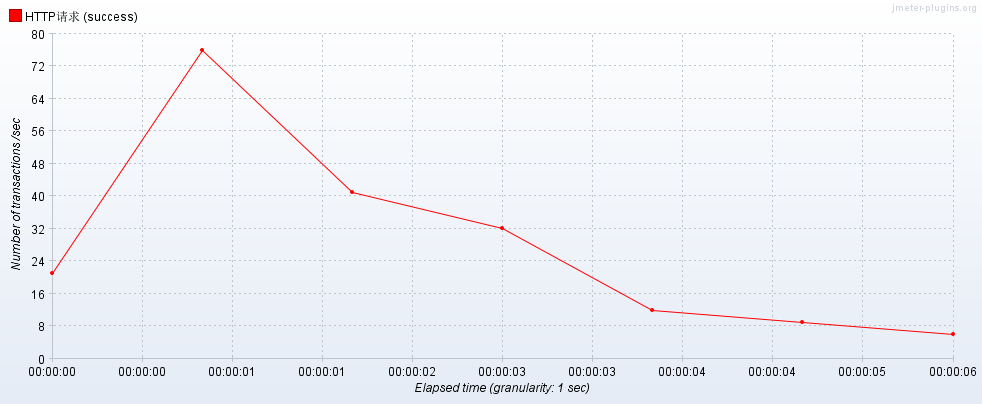 jmeter-plugins.org
HTTP请求 (success)
80
72
64
56
48
40
32
24
16
8
0
Number of transactions /sec
00:00:00 00:00:00 00:00:01 00:00:01 00:00:02 00:00:03 00:00:03 00:00:04 00:00:04 00:00:05 00:00:06
Elapsed time (granularity: 1 sec)